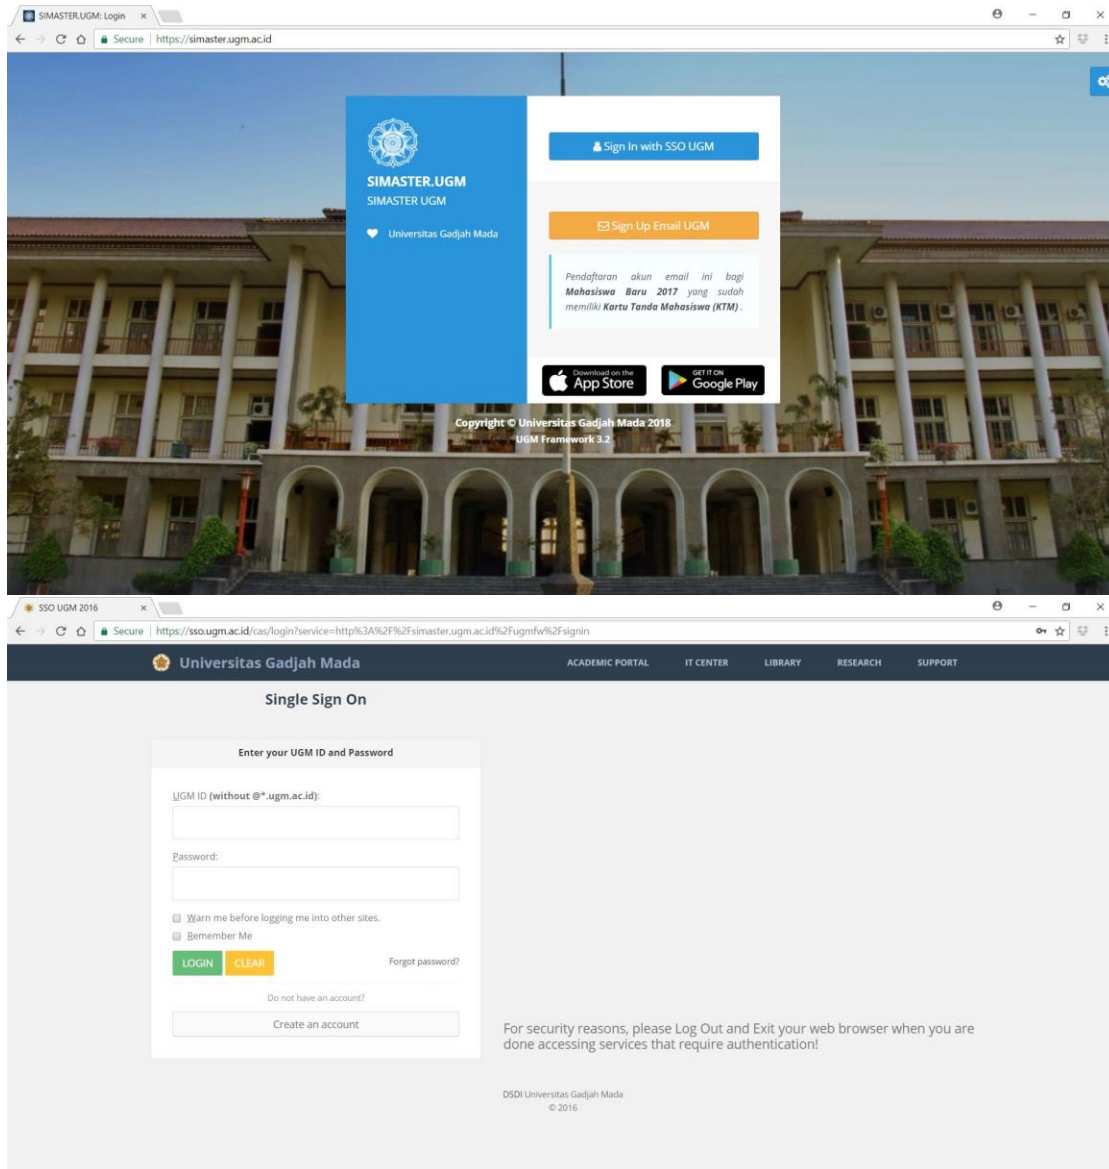 SIMASTER.UGM: Login
Secure | https://simaster.ugm.ac.id
SIMASTER.UGM
SIMASTER UGM
Universitas Gadjah Mada
Sign In with SSO UGM
Sign Up Email UGM
Pendaftaran akun email ini bagi
Mahasiswa Baru 2017 yang sudah
memiliki Kartu Tanda Mahasiswa (KTM) .
Download on the
App Store
GET IT ON
Google Play
Copyright © Universitas Gadjah Mada 2018
UGM Framework 3.2
SSO UGM 2016
Secure | https://sso.ugm.ac.id/cas/login?service=http%3A%2F%2Fsimaster.ugm.ac.id%2Fugmfw%2Fsignin
Universitas Gadjah Mada
ACADEMIC PORTAL IT CENTER LIBRARY RESEARCH SUPPORT
Single Sign On
Enter your UGM ID and Password
UGM ID (without @*.ugm.ac.id):
Password:
Warn me before logging me into other sites.
Remember Me
LOGIN CLEAR Forgot password?
Do not have an account?
Create an account
For security reasons, please Log Out and Exit your web browser when you are
done accessing services that require authentication!
DSDI Universitas Gadjah Mada
© 2016